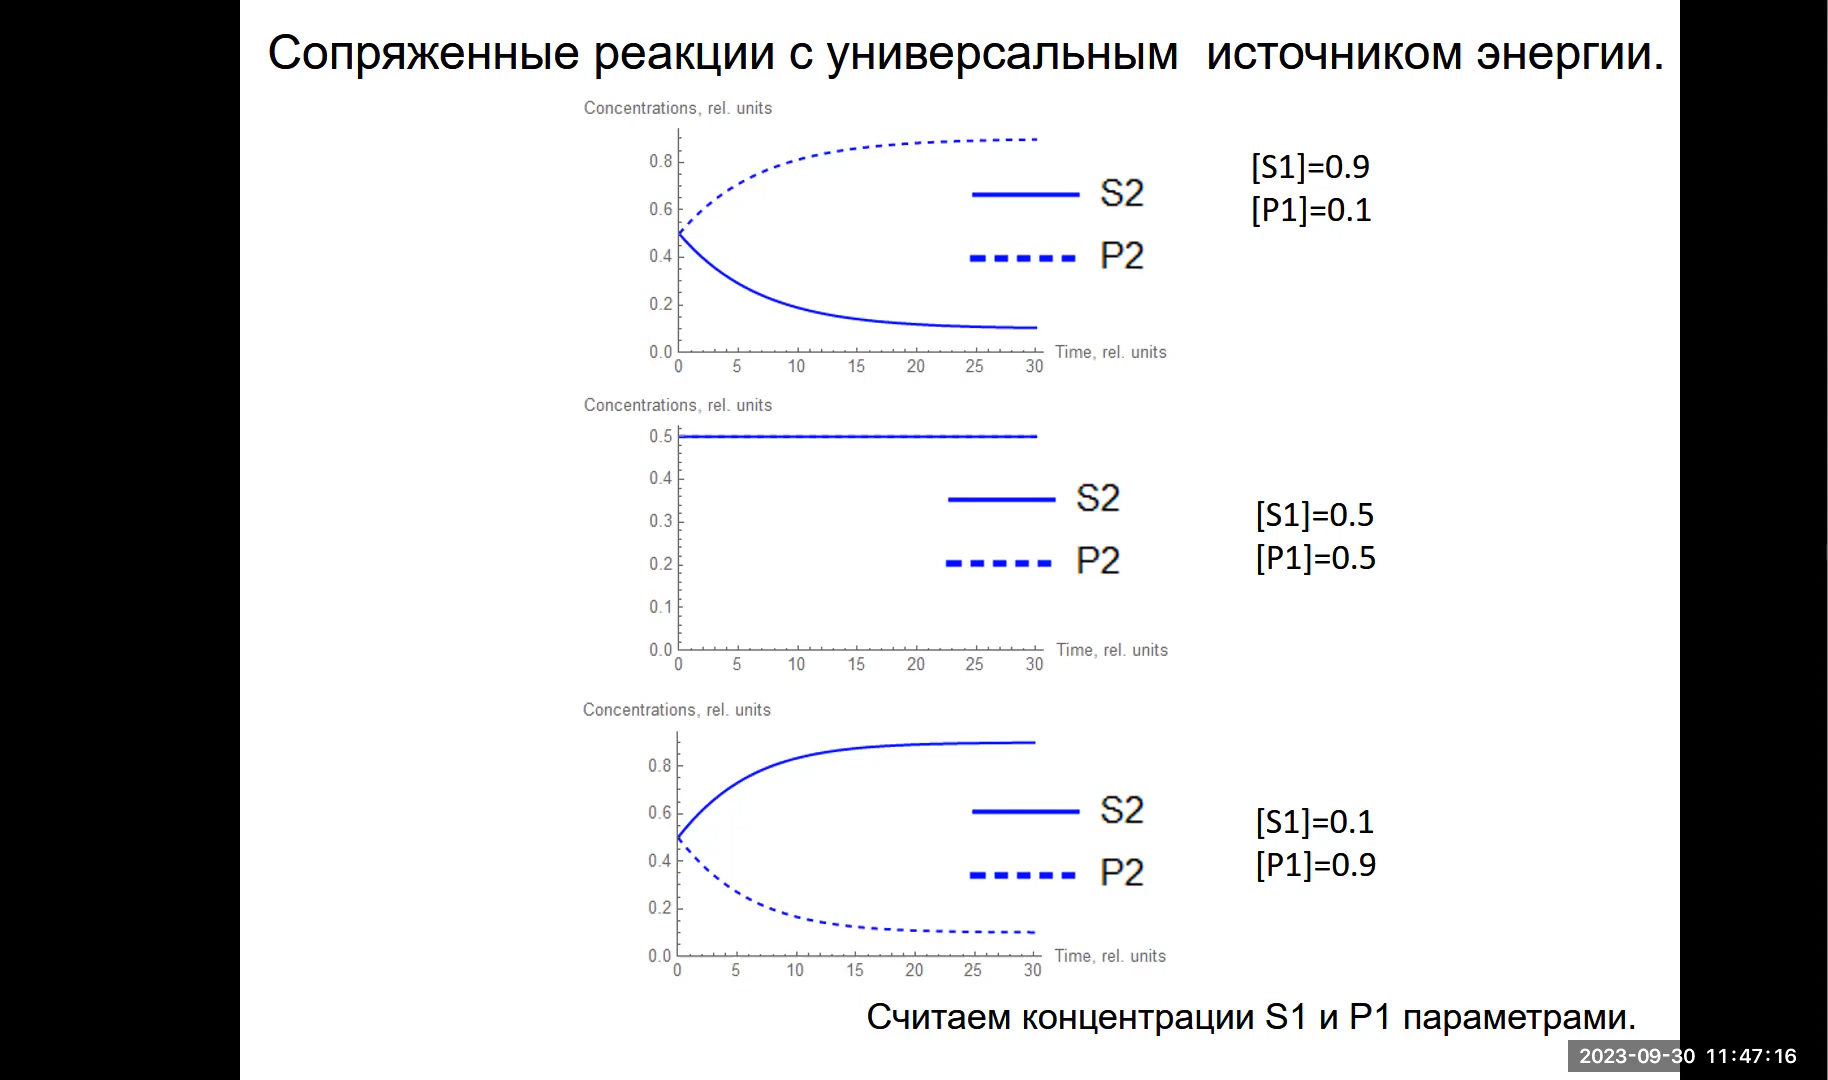 Сопряженные реакции с универсальным источником энергии.
Concentrations, rel. units
0.8
0.6
0.4
0.2
0.0
0 5 10 15 20 25 30
Time, rel. units
S2
P2
[S1]=0.9
[P1]=0.1
Concentrations, rel. units
0.5
0.4
0.3
0.2
0.1
0.0
0 5 10 15 20 25 30
Time, rel. units
S2
P2
[S1]=0.5
[P1]=0.5
Concentrations, rel. units
0.8
0.6
0.4
0.2
0.0
0 5 10 15 20 25 30
Time, rel. units
S2
P2
[S1]=0.1
[P1]=0.9
Считаем концентрации S1 и P1 параметрами.
2023-09-30 11:47:16